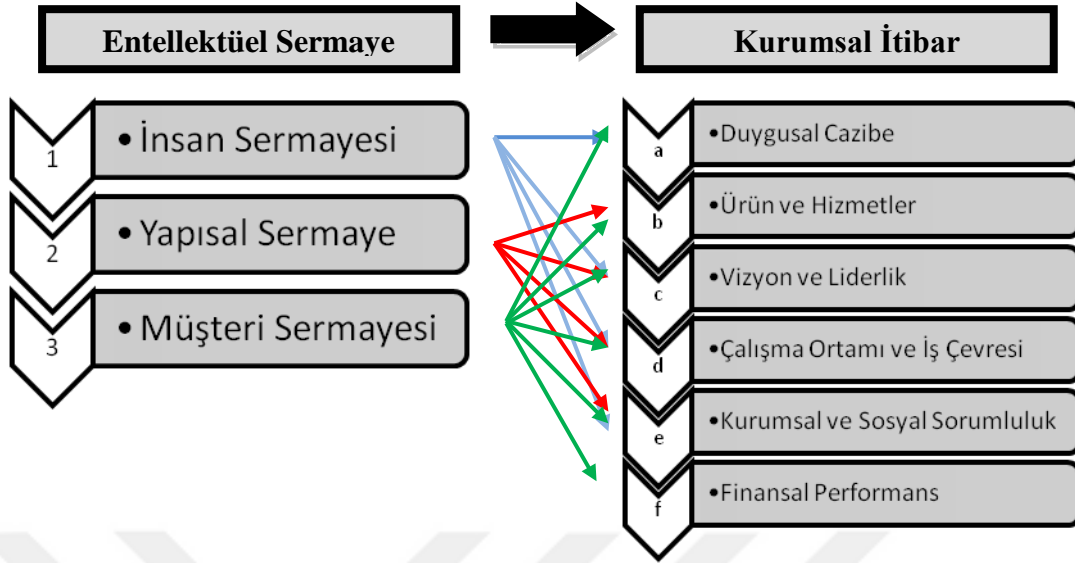 Entellektüel Sermaye
1
•İnsan Sermayesi
2
•Yapısal Sermaye
3
•Müşteri Sermayesi
Kurumsal İtibar
a
•Duygusal Cazibe
b
•Ürün ve Hizmetler
c
•Vizyon ve Liderlik
d
•Çalışma Ortamı ve İş Çevresi
e
•Kurumsal ve Sosyal Sorumluluk
f
•Finansal Performans